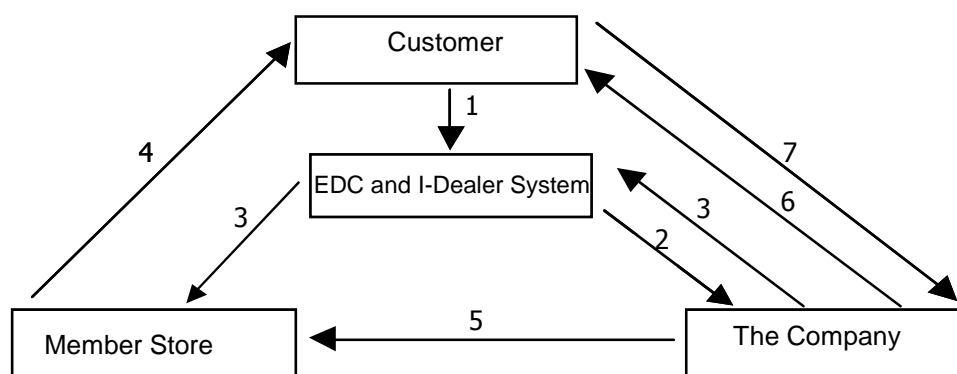 Customer
1
4
7
EDC and I-Dealer System
6
3
3
2
5
Member Store
The Company